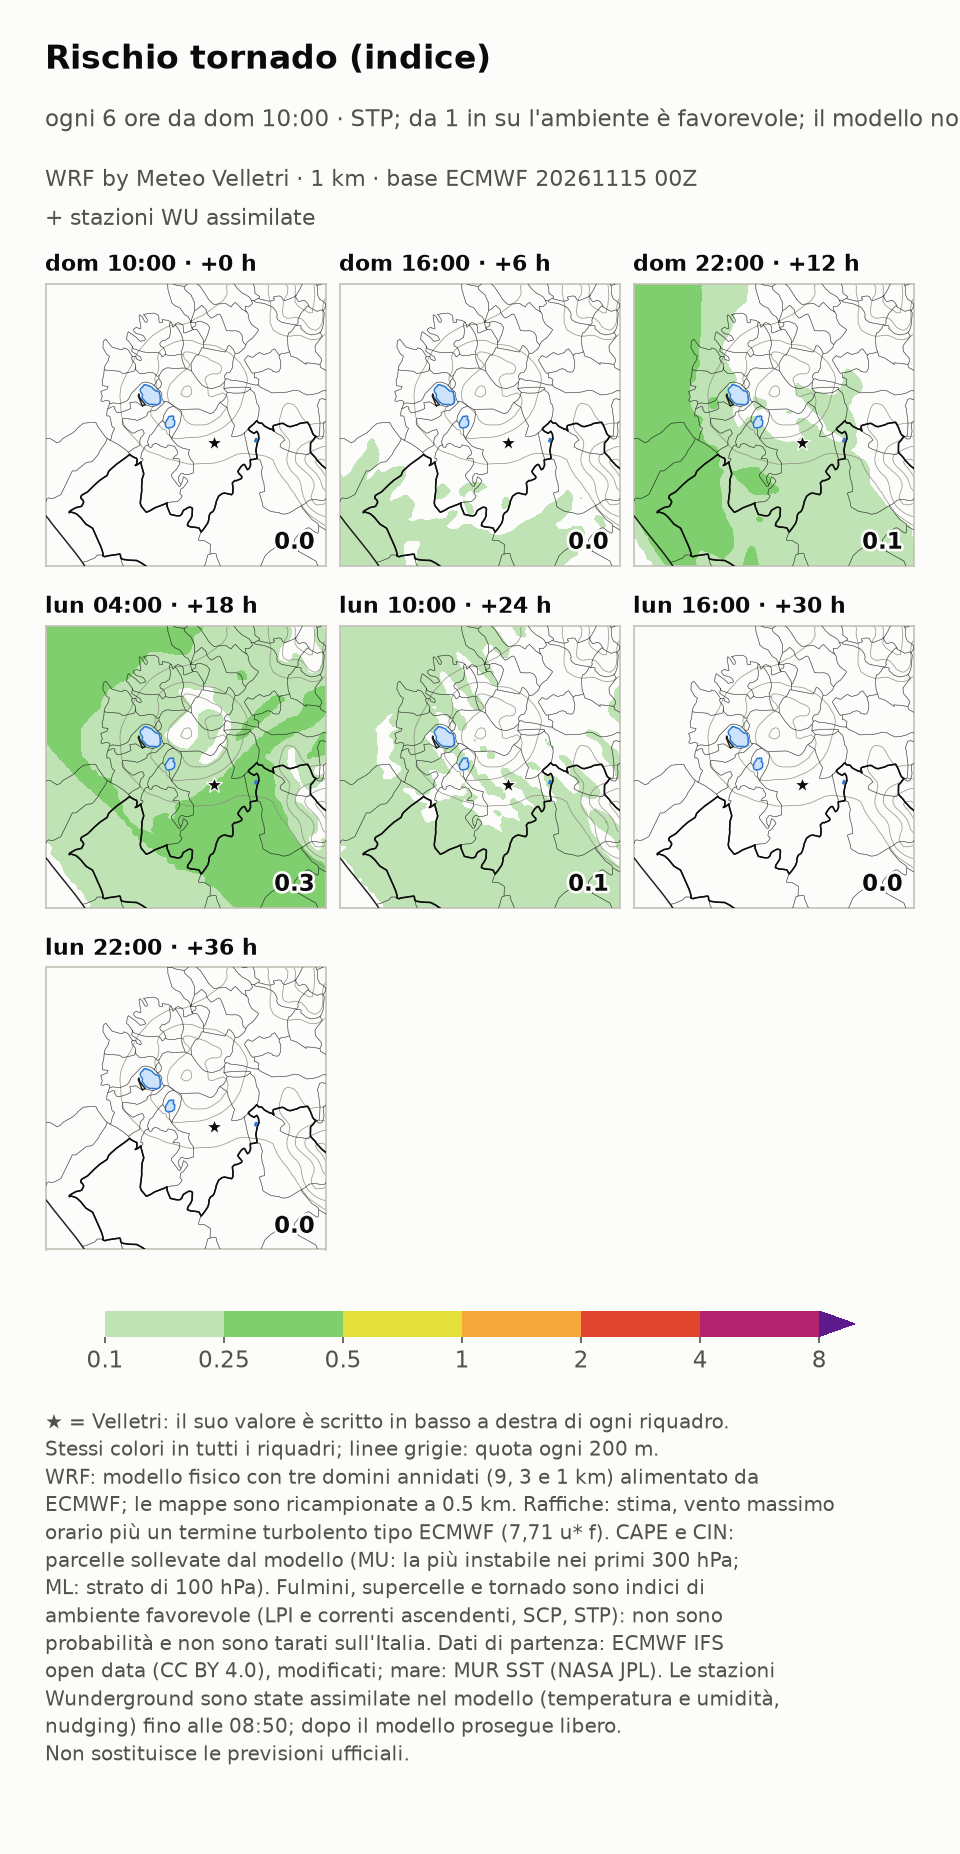 Rischio tornado (indice)
ogni 6 ore da dom 10:00 · STP; da 1 in su l'ambiente è favorevole; il modello no
WRF by Meteo Velletri · 1 km · base ECMWF 20261115 00Z
+ stazioni WU assimilate
dom 10:00 · +0 h
dom 16:00 · +6 h
dom 22:00 · +12 h
0.0
0.0
0.1
lun 04:00 · +18 h
lun 10:00 · +24 h
lun 16:00 · +30 h
0.3
0.1
0.0
lun 22:00 · +36 h
0.0
0.1 0.25 0.5 1 2 4 8
★ = Velletri: il suo valore è scritto in basso a destra di ogni riquadro.
Stessi colori in tutti i riquadri; linee grigie: quota ogni 200 m.
WRF: modello fisico con tre domini annidati (9, 3 e 1 km) alimentato da
ECMWF; le mappe sono ricampionate a 0.5 km. Raffiche: stima, vento massimo
orario più un termine turbolento tipo ECMWF (7,71 u* f). CAPE e CIN:
parcelle sollevate dal modello (MU: la più instabile nei primi 300 hPa;
ML: strato di 100 hPa). Fulmini, supercelle e tornado sono indici di
ambiente favorevole (LPI e correnti ascendenti, SCP, STP): non sono
probabilità e non sono tarati sull'Italia. Dati di partenza: ECMWF IFS
open data (CC BY 4.0), modificati; mare: MUR SST (NASA JPL). Le stazioni
Wunderground sono state assimilate nel modello (temperatura e umidità,
nudging) fino alle 08:50; dopo il modello prosegue libero.
Non sostituisce le previsioni ufficiali.